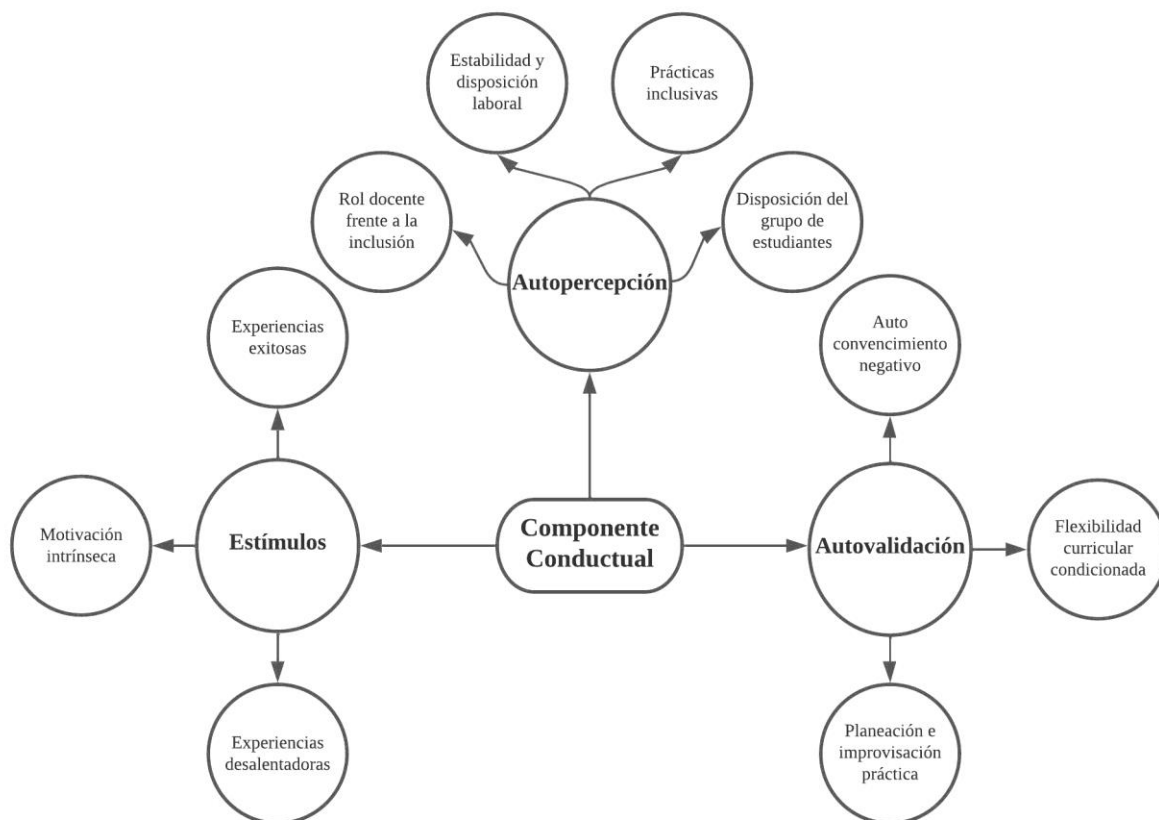 Estabilidad y
disposición
laboral
Prácticas
inclusivas
Rol docente
frente a la
inclusión
Disposición del
grupo de
estudiantes
Autopercepción
Experiencias
exitosas
Auto
convencimiento
negativo
Motivación
intrínseca
Estímulos
Componente
Conductual
Autovalidación
Flexibilidad
curricular
condicionada
Experiencias
desalentadoras
Planeación e
improvisación
práctica